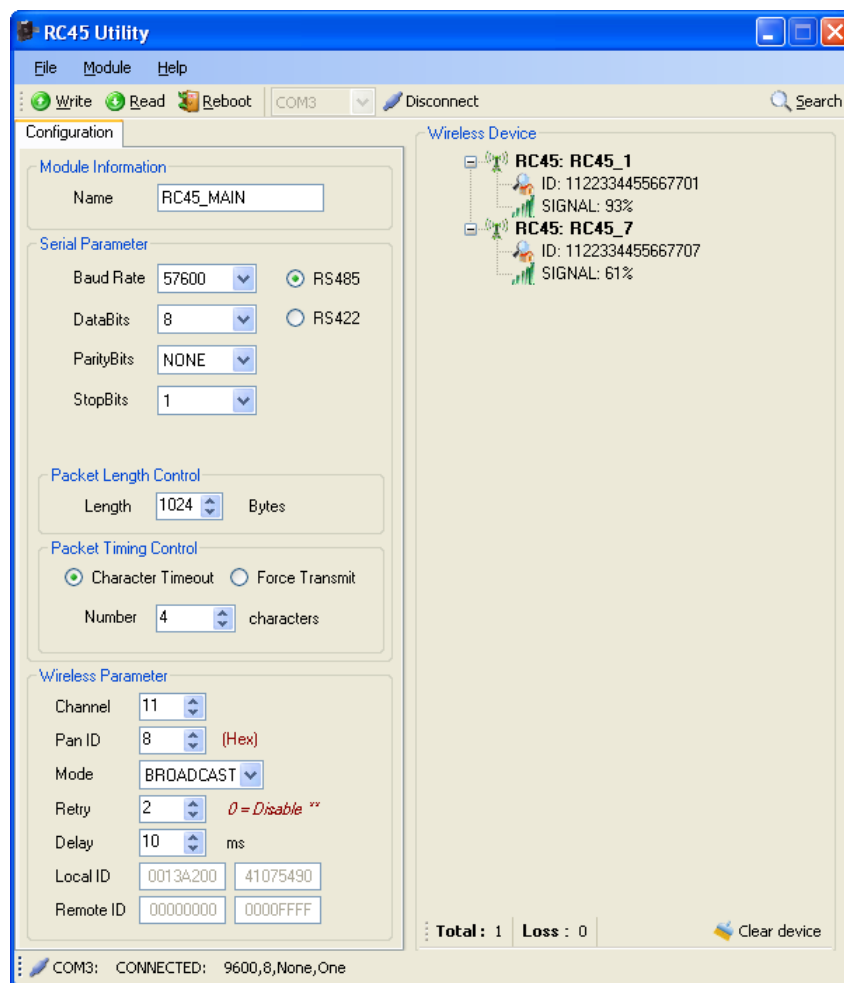 RC45 Utility
File Module Help
Write Read Reboot COM3 Disconnect Search
Configuration
Module Information
Name RC45_MAIN
Serial Parameter
Baud Rate 57600 RS485
DataBits 8 RS422
ParityBits NONE
StopBits 1
Packet Length Control
Length 1024 Bytes
Packet Timing Control
Character Timeout Force Transmit
Number 4 characters
Wireless Parameter
Channel 11
Pan ID 8 (Hex)
Mode BROADCAST
Retry 2 0 = Disable **
Delay 10 ms
Local ID 0013A200 41075490
Remote ID 00000000 0000FFFF
Wireless Device
RC45: RC45_1
ID: 1122334455667701
SIGNAL: 93%
RC45: RC45_7
ID: 1122334455667707
SIGNAL: 61%
Total : 1 Loss : 0 Clear device
COM3: CONNECTED: 9600,8,None,One